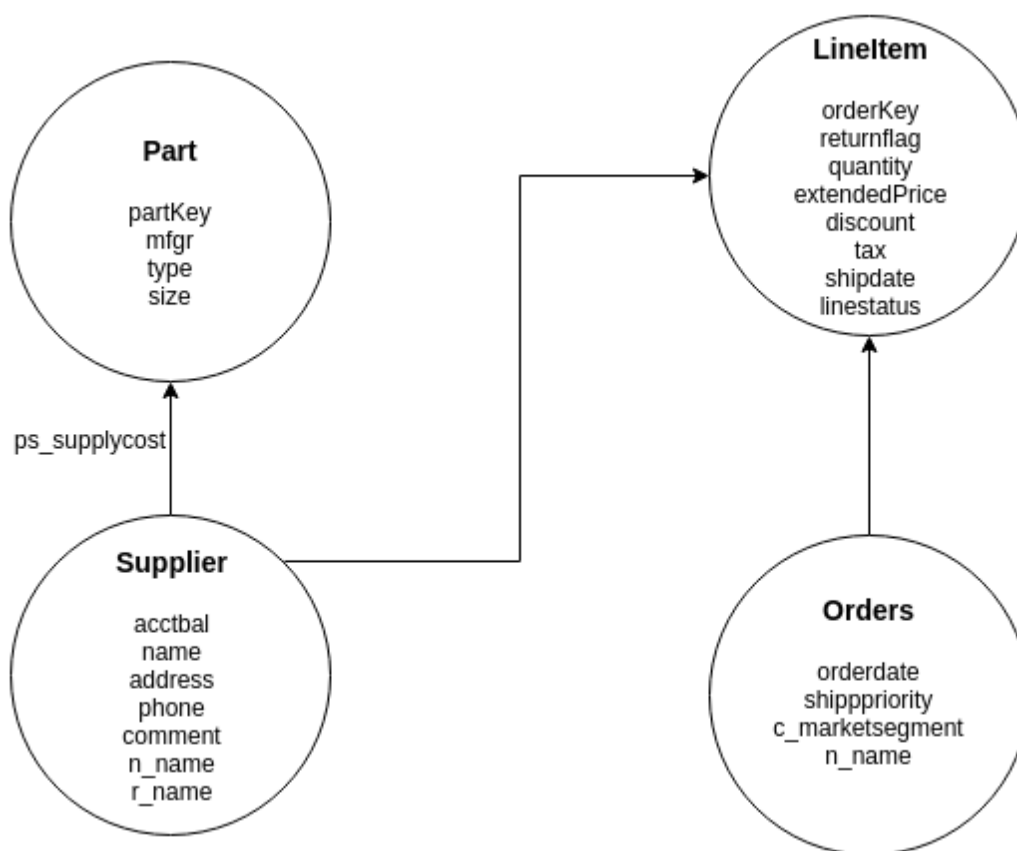 Part
partKey
mfgr
type
size
LineItem
orderKey
returnflag
quantity
extendedPrice
discount
tax
shipdate
linestatus
ps_supplycost
Supplier
acctbal
name
address
phone
comment
n_name
r_name
Orders
orderdate
shipppriority
c_marketsegment
n_name